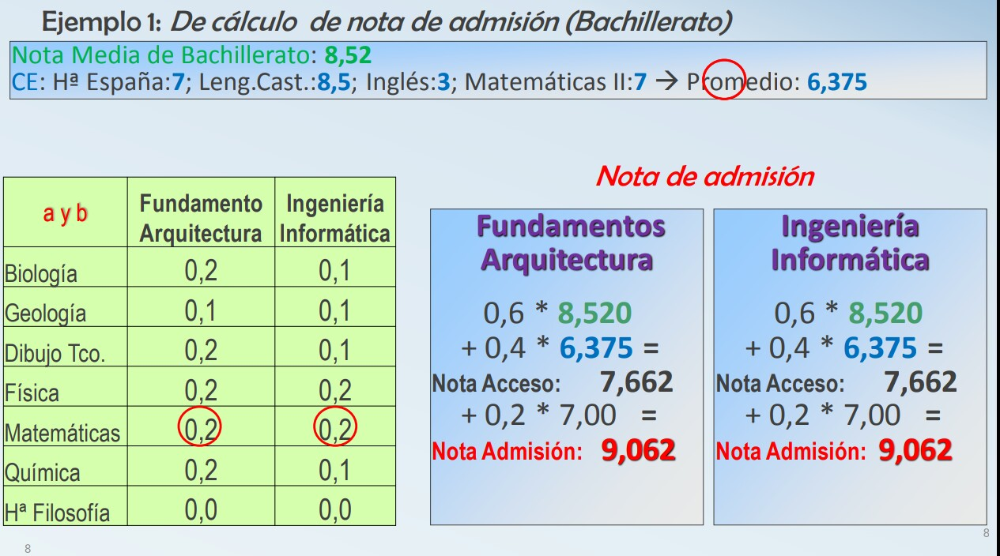 Ejemplo 1: De cálculo de nota de admisión (Bachillerato)
Nota Media de Bachillerato: 8,52
CE: Hª España:7; Leng.Cast.:8,5; Inglés:3; Matemáticas II:7 → Promedio: 6,375
a y b
Fundamento
Arquitectura
Ingeniería
Informática
Biología 0,2 0,1
Geología 0,1 0,1
Dibujo Tco. 0,2 0,1
Física 0,2 0,2
Matemáticas 0,2 0,2
Química 0,2 0,1
Hª Filosofía 0,0 0,0
Nota de admisión
Fundamentos
Arquitectura
0,6 * 8,520
+ 0,4 * 6,375 =
Nota Acceso: 7,662
+ 0,2 * 7,00 =
Nota Admisión: 9,062
Ingeniería
Informática
0,6 * 8,520
+ 0,4 * 6,375 =
Nota Acceso: 7,662
+ 0,2 * 7,00 =
Nota Admisión: 9,062
8
8